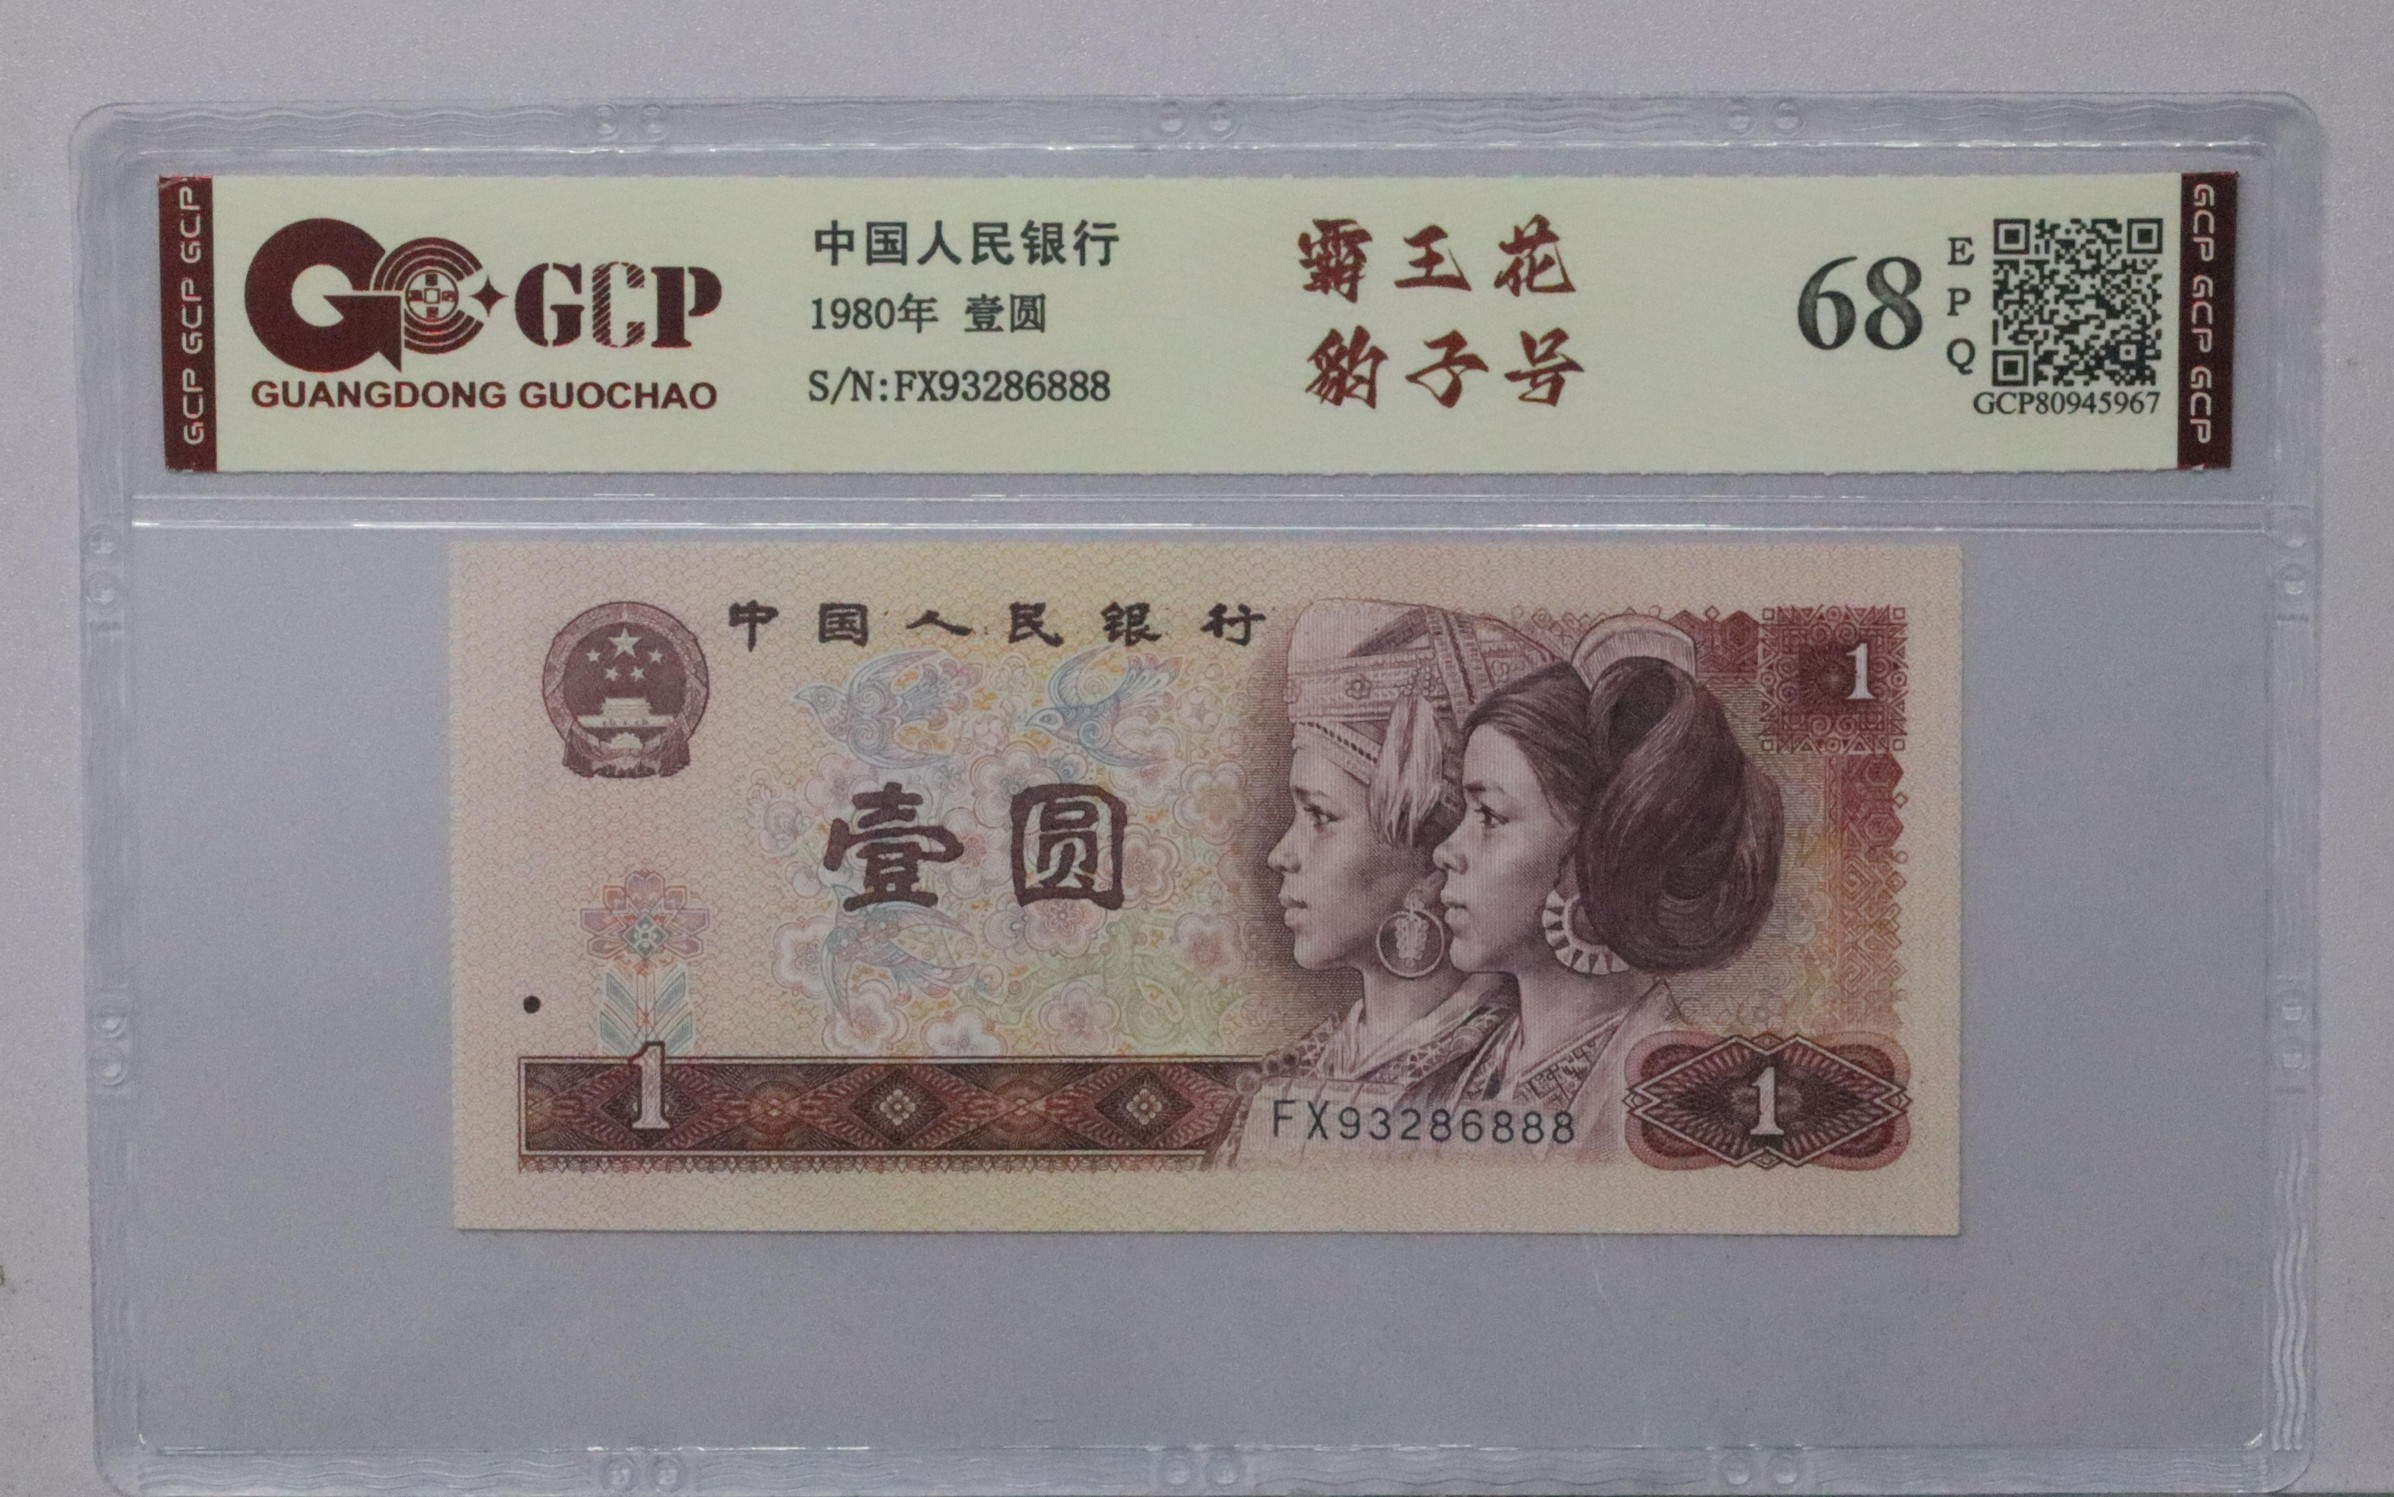 GCP GCP GCP
GCP
GUANGDONG GUOCHAO
中国人民银行
1980年 壹圆
S/N:FX93286888
霸王花
豹子号
68
E
P
Q
GCP80945967
GCP GCP GCP
中国人民银行
1
壹圆
1
FX93286888
1